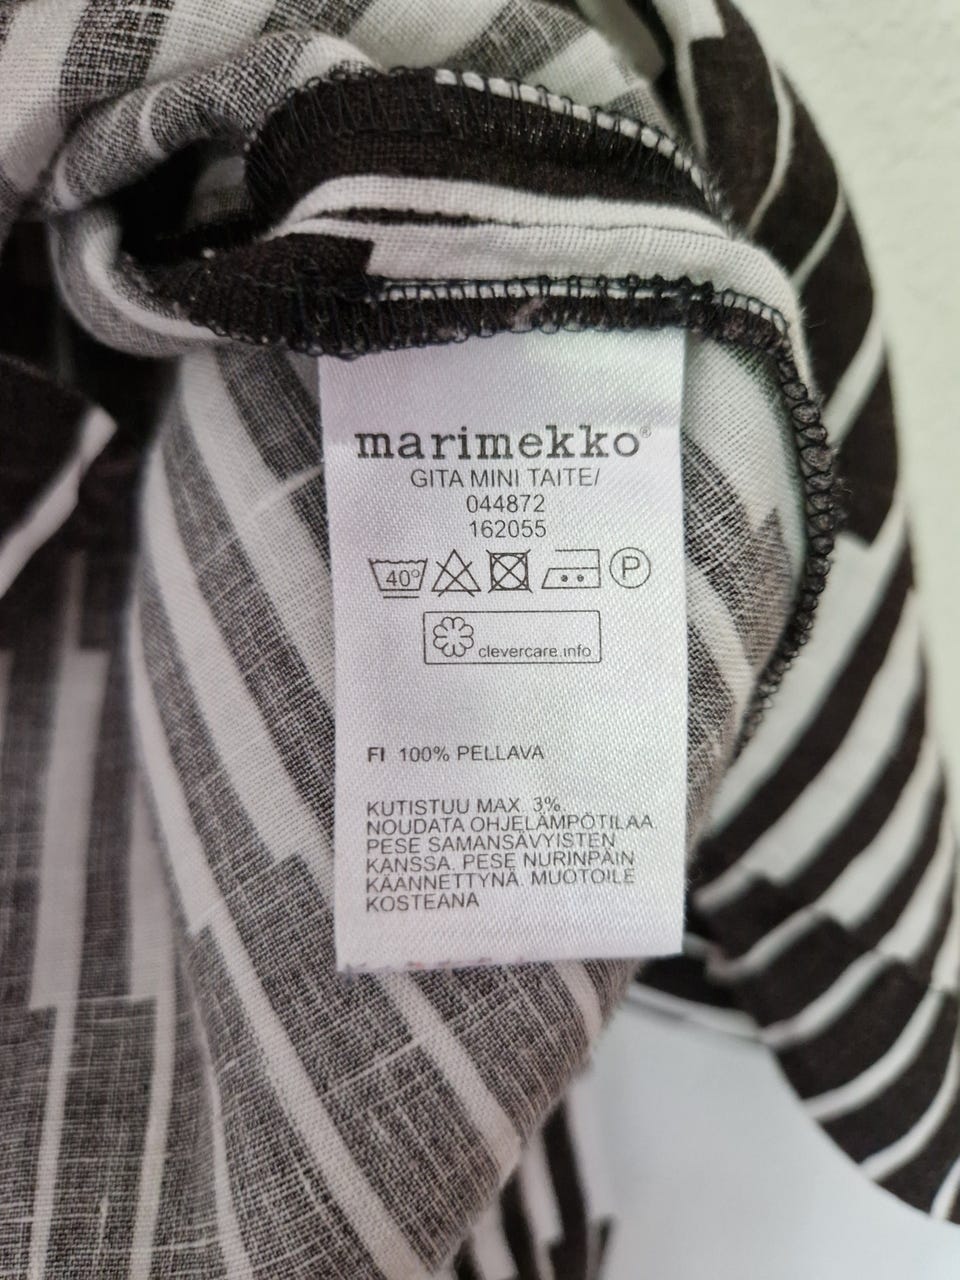 marimekko®
GITA MINI TAITE/
044872
162055
40°
P
clevercare.info
FI 100% PELLAVA
KUTISTUU MAX. 3%.
NOUDATA OHJELÄMPÖTILAA.
PESE SAMANSÄVYISTEN
KANSSA. PESE NURINPÄIN
KÄÄNNETTYNÄ. MUOTOILE
KOSTEANA